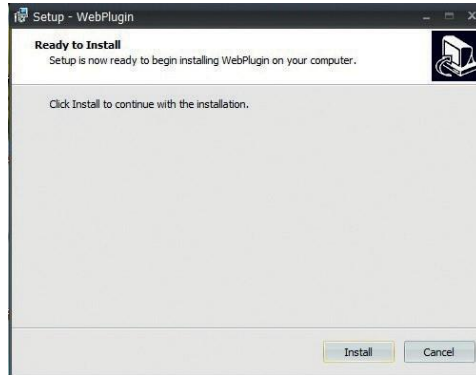 Setup - WebPlugin
Ready to Install
Setup is now ready to begin installing WebPlugin on your computer.
Click Install to continue with the installation.
Install
Cancel